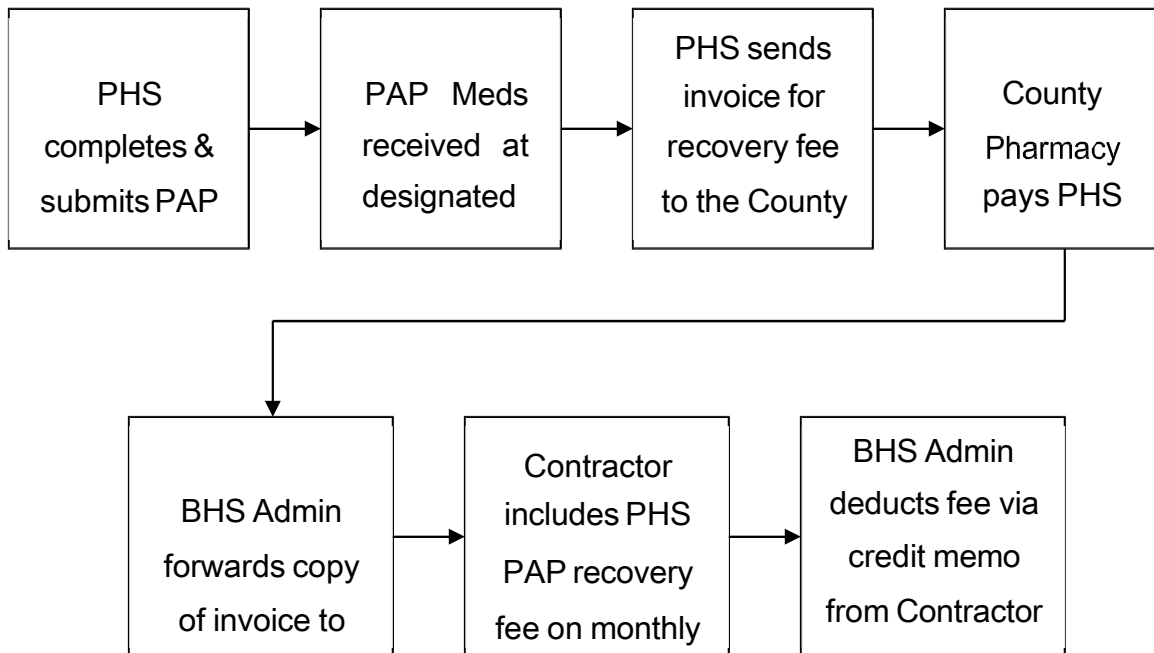 PHS
completes &
submits PAP
PAP Meds
received at
designated
PHS sends
invoice for
recovery fee
to the County
County
Pharmacy
pays PHS
BHS Admin
forwards copy
of invoice to
Contractor
includes PHS
PAP recovery
fee on monthly
BHS Admin
deducts fee via
credit memo
from Contractor